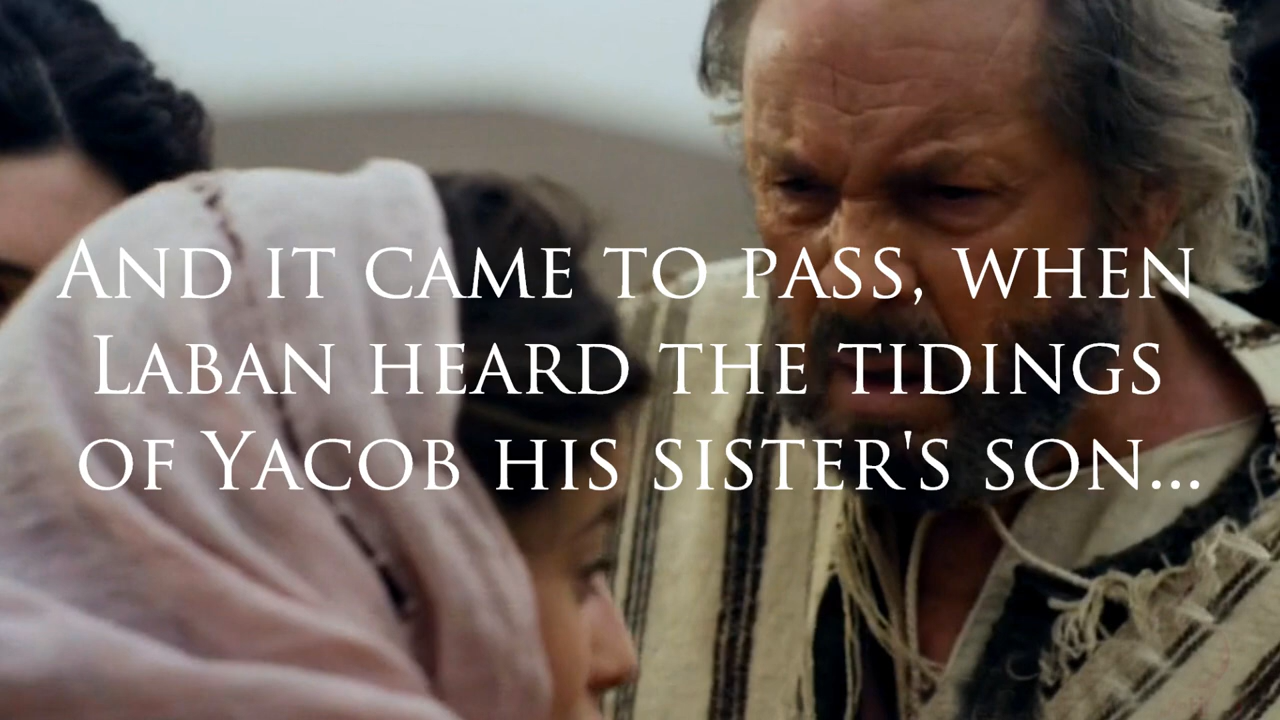 And it came to pass, when
Laban heard the tidings
of Yacob his sister's son...